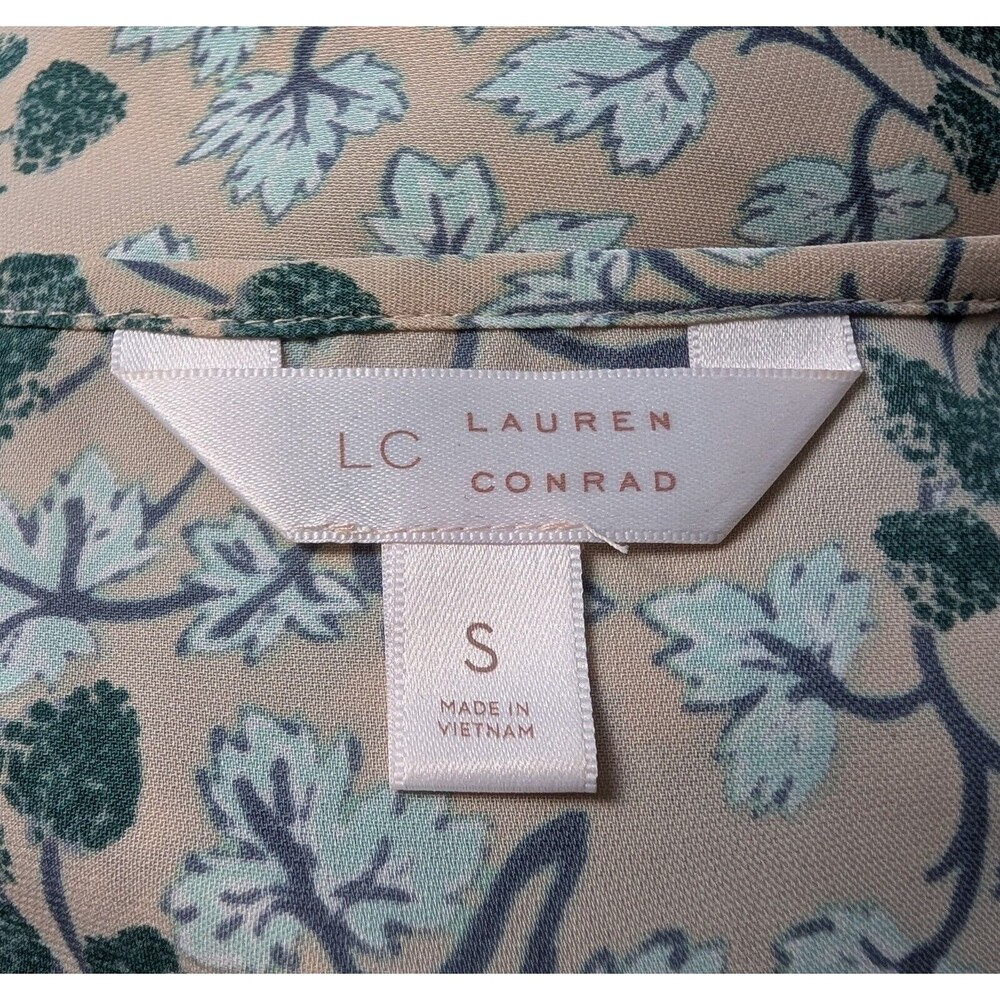 LC LAUREN
CONRAD
S
MADE IN
VIETNAM